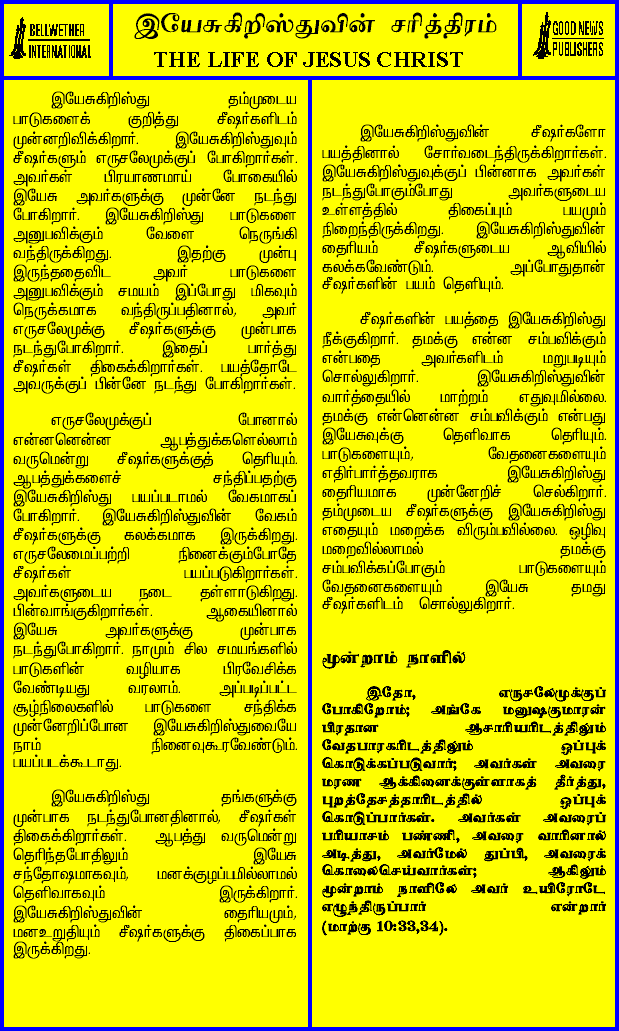 BELLWETHER
INTERNATIONAL
இயேசுகிறிஸ்துவின் சரித்திரம்
THE LIFE OF JESUS CHRIST
GOOD NEWS
PUBLISHERS
இயேசுகிறிஸ்து தம்முடைய
பாடுகளைக் குறித்து சீஷர்களிடம்
முன்னறிவிக்கிறார். இயேசுகிறிஸ்துவும்
சீஷர்களும் எருசலேமுக்குப் போகிறார்கள்.
அவர்கள் பிரயாணமாய் போகையில்
இயேசு அவர்களுக்கு முன்னே நடந்து
போகிறார். இயேசுகிறிஸ்து பாடுகளை
அனுபவிக்கும் வேளை நெருங்கி
வந்திருக்கிறது. இதற்கு முன்பு
இருந்ததைவிட அவர் பாடுகளை
அனுபவிக்கும் சமயம் இப்போது மிகவும்
நெருக்கமாக வந்திருப்பதினால், அவர்
எருசலேமுக்கு சீஷர்களுக்கு முன்பாக
நடந்துபோகிறார். இதைப் பார்த்து
சீஷர்கள் திகைக்கிறார்கள். பயத்தோடே
அவருக்குப் பின்னே நடந்து போகிறார்கள்.
எருசலேமுக்குப் போனால்
என்னனென்ன ஆபத்துக்களெல்லாம்
வருமென்று சீஷர்களுக்குத் தெரியும்.
ஆபத்துக்களைச் சந்திப்பதற்கு
இயேசுகிறிஸ்து பயப்படாமல் வேகமாகப்
போகிறார். இயேசுகிறிஸ்துவின் வேகம்
சீஷர்களுக்கு கலக்கமாக இருக்கிறது.
எருசலேமைப்பற்றி நினைக்கும்போதே
சீஷர்கள் பயப்படுகிறார்கள்.
அவர்களுடைய நடை தள்ளாடுகிறது.
பின்வாங்குகிறார்கள். ஆகையினால்
இயேசு அவர்களுக்கு முன்பாக
நடந்துபோகிறார். நாமும் சில சமயங்களில்
பாடுகளின் வழியாக பிரவேசிக்க
வேண்டியது வரலாம். அப்படிப்பட்ட
சூழ்நிலைகளில் பாடுகளை சந்திக்க
முன்னேறிப்போன இயேசுகிறிஸ்துவையே
நாம் நினைவுகூரவேண்டும்.
பயப்படக்கூடாது.
இயேசுகிறிஸ்து தங்களுக்கு
முன்பாக நடந்துபோனதினால், சீஷர்கள்
திகைக்கிறார்கள். ஆபத்து வருமென்று
தெரிந்தபோதிலும் இயேசு
சந்தோஷமாகவும், மனக்குழப்பமில்லாமல்
தெளிவாகவும் இருக்கிறார்.
இயேசுகிறிஸ்துவின் தைரியமும்,
மனஉறுதியும் சீஷர்களுக்கு திகைப்பாக
இருக்கிறது.
இயேசுகிறிஸ்துவின் சீஷர்களோ
பயத்தினால் சோர்வடைந்திருக்கிறார்கள்.
இயேசுகிறிஸ்துவுக்குப் பின்னாக அவர்கள்
நடந்துபோகும்போது அவர்களுடைய
உள்ளத்தில் திகைப்பும் பயமும்
நிறைந்திருக்கிறது. இயேசுகிறிஸ்துவின்
தைரியம் சீஷர்களுடைய ஆவியில்
கலக்கவேண்டும். அப்போதுதான்
சீஷர்களின் பயம் தெளியும்.
சீஷர்களின் பயத்தை இயேசுகிறிஸ்து
நீக்குகிறார். தமக்கு என்ன சம்பவிக்கும்
என்பதை அவர்களிடம் மறுபடியும்
சொல்லுகிறார். இயேசுகிறிஸ்துவின்
வார்த்தையில் மாற்றம் எதுவுமில்லை.
தமக்கு என்னென்ன சம்பவிக்கும் என்பது
இயேசுவுக்கு தெளிவாக தெரியும்.
பாடுகளையும், வேதனைகளையும்
எதிர்பார்த்தவராக இயேசுகிறிஸ்து
தைரியமாக முன்னேறிச் செல்கிறார்.
தம்முடைய சீஷர்களுக்கு இயேசுகிறிஸ்து
எதையும் மறைக்க விரும்பவில்லை. ஒழிவு
மறைவில்லாமல் தமக்கு
சம்பவிக்கப்போகும் பாடுகளையும்
வேதனைகளையும் இயேசு தமது
சீஷர்களிடம் சொல்லுகிறார்.
மூன்றாம் நாளில்
இதோ, எருசலேமுக்குப்
போகிறோம்; அங்கே மனுஷகுமாரன்
பிரதான ஆசாரியரிடத்திலும்
வேதபாரகரிடத்திலும் ஒப்புக்
கொடுக்கப்படுவார்; அவர்கள் அவரை
மரண ஆக்கினைக்குள்ளாகத் தீர்த்து,
புறத்தேசத்தாரிடத்தில் ஒப்புக்
கொடுப்பார்கள். அவர்கள் அவரைப்
பரியாசம் பண்ணி, அவரை வாரினால்
அடித்து, அவர்மேல் துப்பி, அவரைக்
கொலைசெய்வார்கள்; ஆகிலும்
மூன்றாம் நாளிலே அவர் உயிரோடே
எழுந்திருப்பார் என்றார்
(மாற்கு 10:33,34).